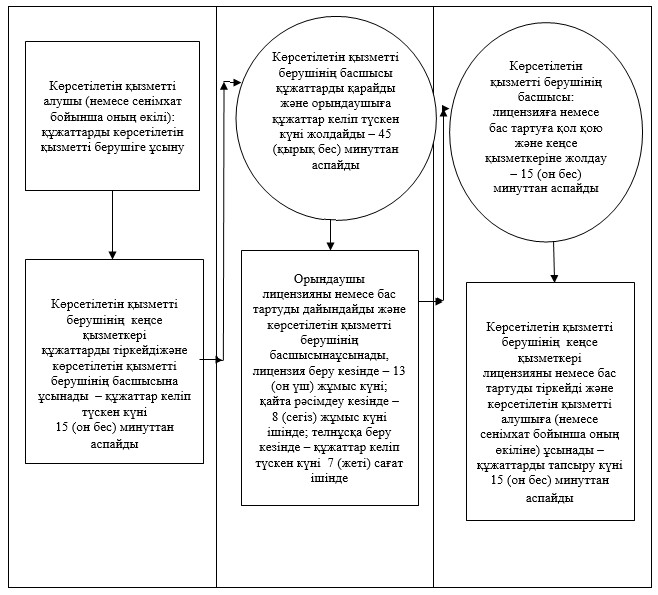 Көрсетілетін қызметті
алушы (немесе сенімхат
бойынша оның өкілі):
құжаттарды көрсетілетін
қызметті берушіге ұсыну
Көрсетілетін қызметті
берушінің  кеңсе
қызметкері
құжаттарды тіркейдіжәне
көрсетілетін қызметті
берушінің басшысына
ұсынады  – құжаттар келіп
түскен күні
15 (он бес) минуттан
аспайды
Көрсетілетін қызметті
берушінің басшысы
құжаттарды қарайды
және орындаушыға
құжаттар келіп түскен
күні жолдайды – 45
(қырық бес) минуттан
аспайды
Орындаушы
лицензияны немесе бас
тартуды дайындайды және
көрсетілетін қызметті
берушінің
басшысынаұсынады,
лицензия беру кезінде – 13
(он үш) жұмыс күні;
қайта рәсімдеу кезінде –
8 (сегіз) жұмыс күні
ішінде; телнұсқа беру
кезінде – құжаттар келіп
түскен күні  7 (жеті) сағат
ішінде
Көрсетілетін
қызметті берушінің
басшысы:
лицензияға немесе
бас тартуға қол қою
және кеңсе
қызметкеріне жолдау
– 15 (он бес)
минуттан аспайды
Көрсетілетін қызметті
берушінің  кеңсе
қызметкері
лицензияны немесе бас
тартуды тіркейді және
көрсетілетін қызметті
алушыға (немесе
сенімхат бойынша оның
өкіліне) ұсынады –
құжаттарды тапсыру күні
15 (он бес) минуттан
аспайды